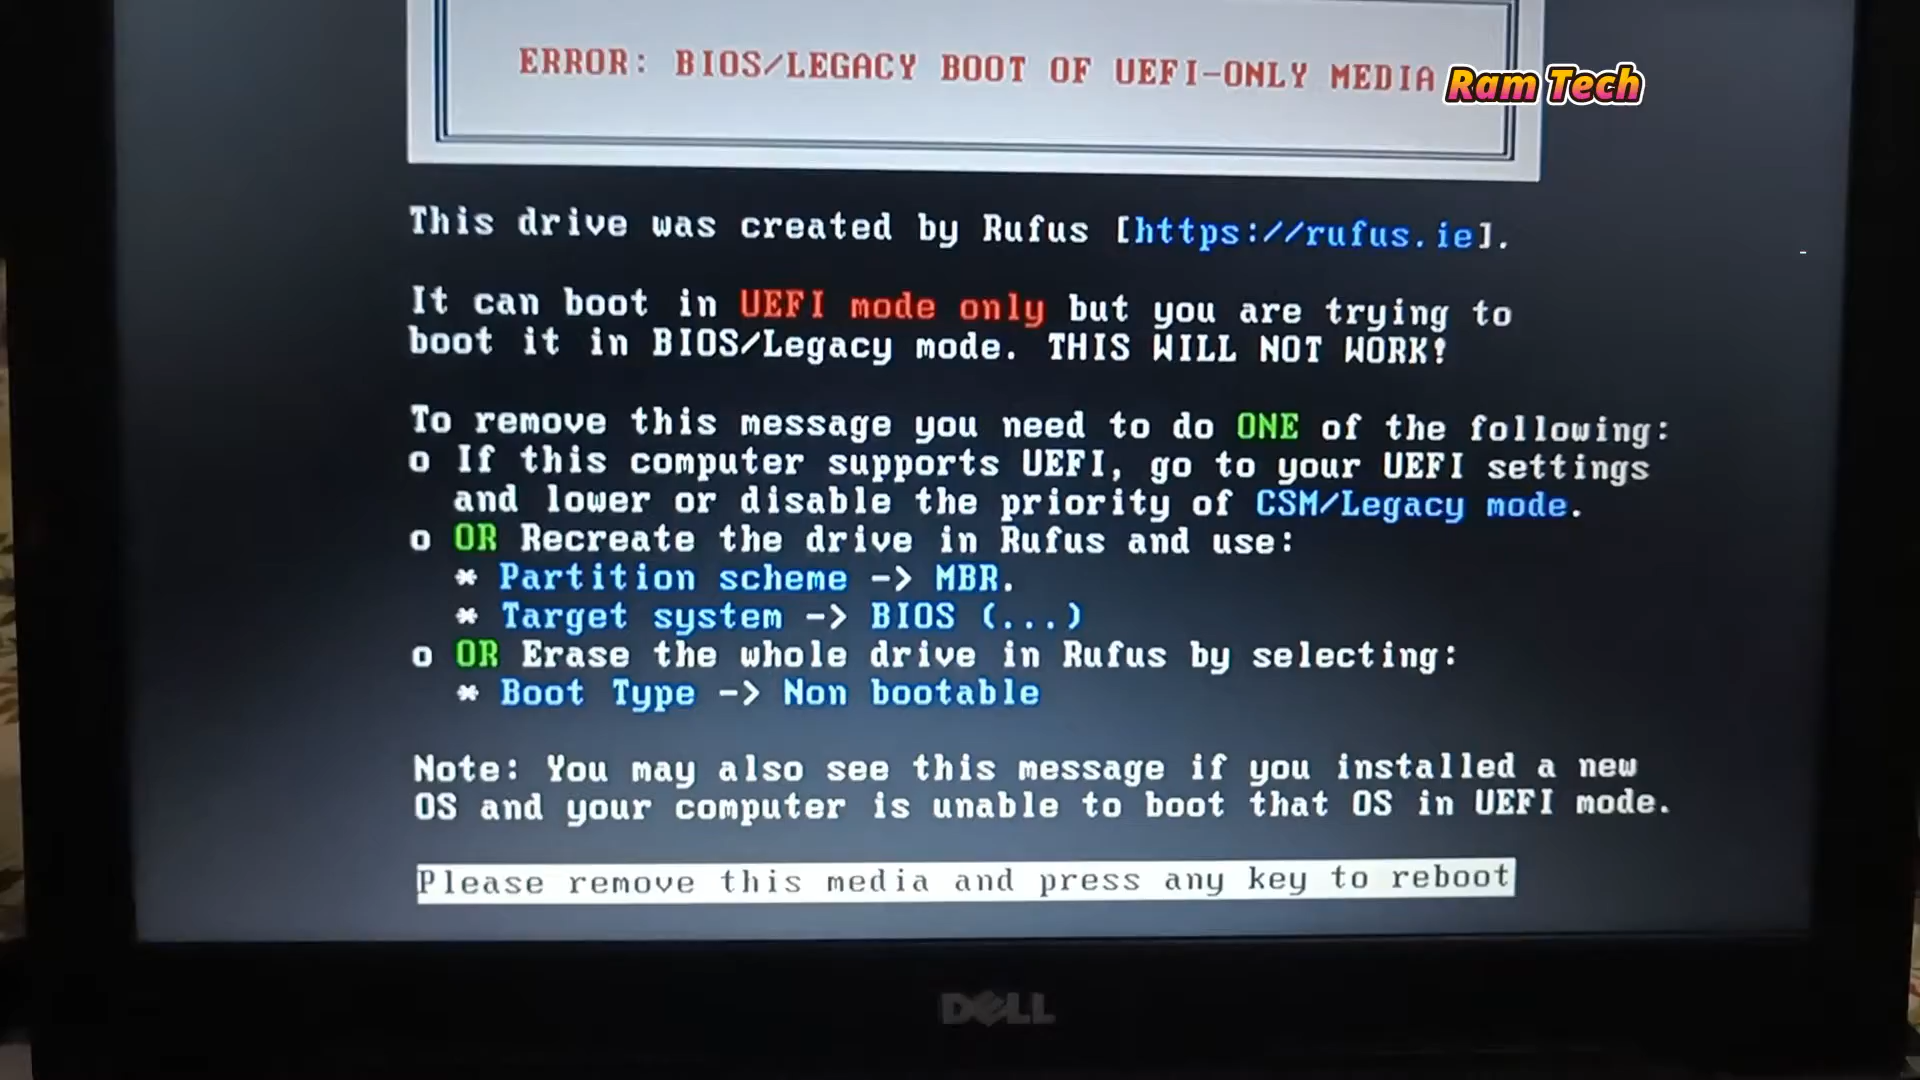 ERROR: BIOS/LEGACY BOOT OF UEFI-ONLY MEDIA
Ram Tech
This drive was created by Rufus [https://rufus.ie].
It can boot in UEFI mode only but you are trying to
boot it in BIOS/Legacy mode. THIS WILL NOT WORK!
To remove this message you need to do ONE of the following:
o If this computer supports UEFI, go to your UEFI settings
and lower or disable the priority of CSM/Legacy mode.
o OR Recreate the drive in Rufus and use:
* Partition scheme -> MBR.
* Target system -> BIOS (...)
o OR Erase the whole drive in Rufus by selecting:
* Boot Type -> Non bootable
Note: You may also see this message if you installed a new
OS and your computer is unable to boot that OS in UEFI mode.
Please remove this media and press any key to reboot
DELL